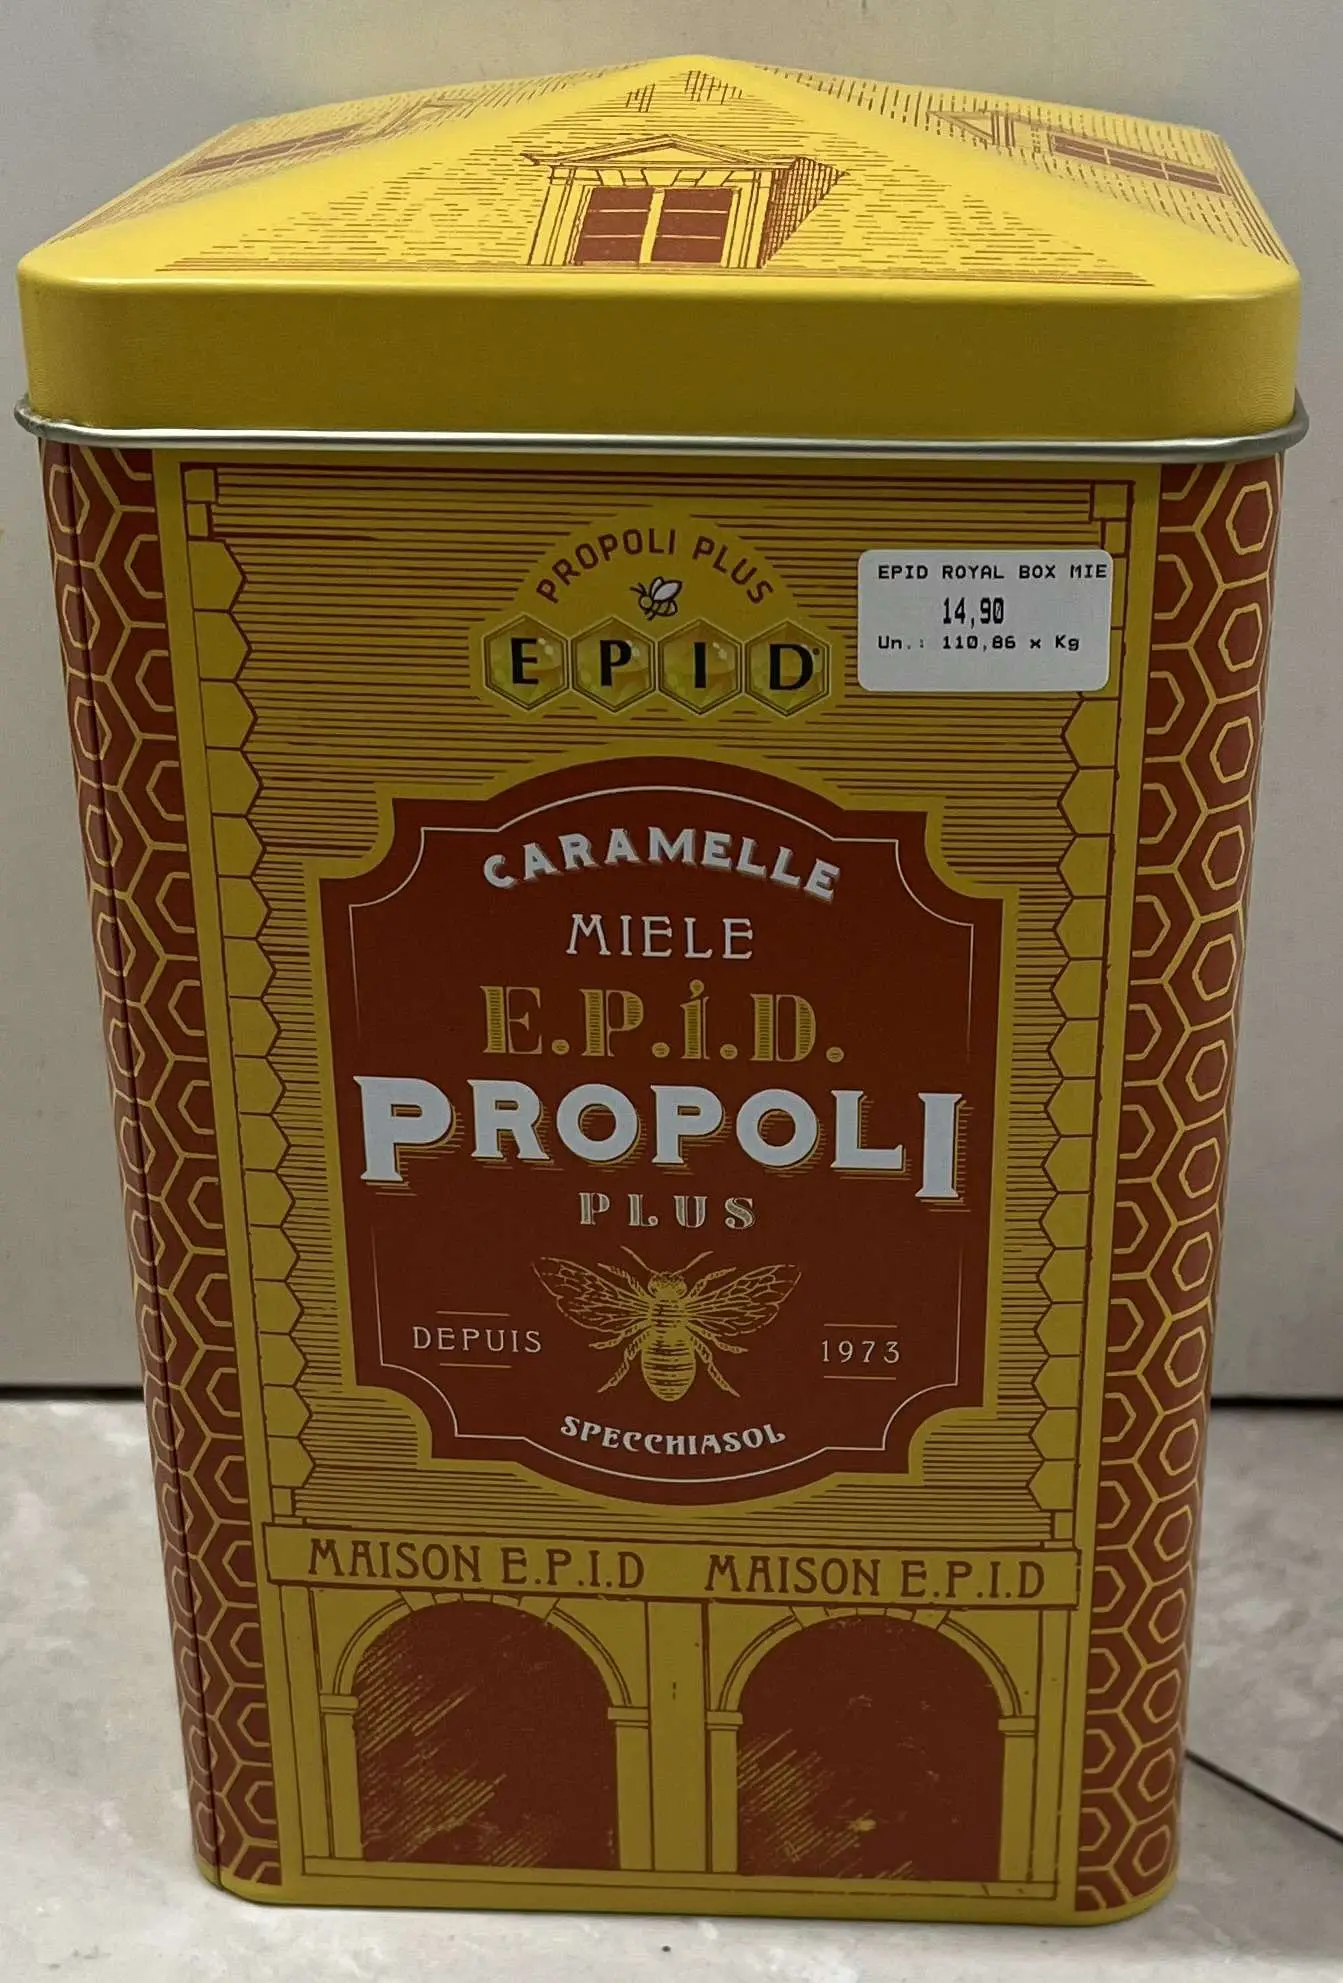 PROPOLI PLUS
EPID
EPID ROYAL BOX MIE
14,90
Un.: 110,86 x Kg
CARAMELLE
MIELE
E.P.i.D.
PROPOLI
PLUS
DEPUIS 1973
SPECCHIASOL
MAISON E.P.I.D MAISON E.P.I.D